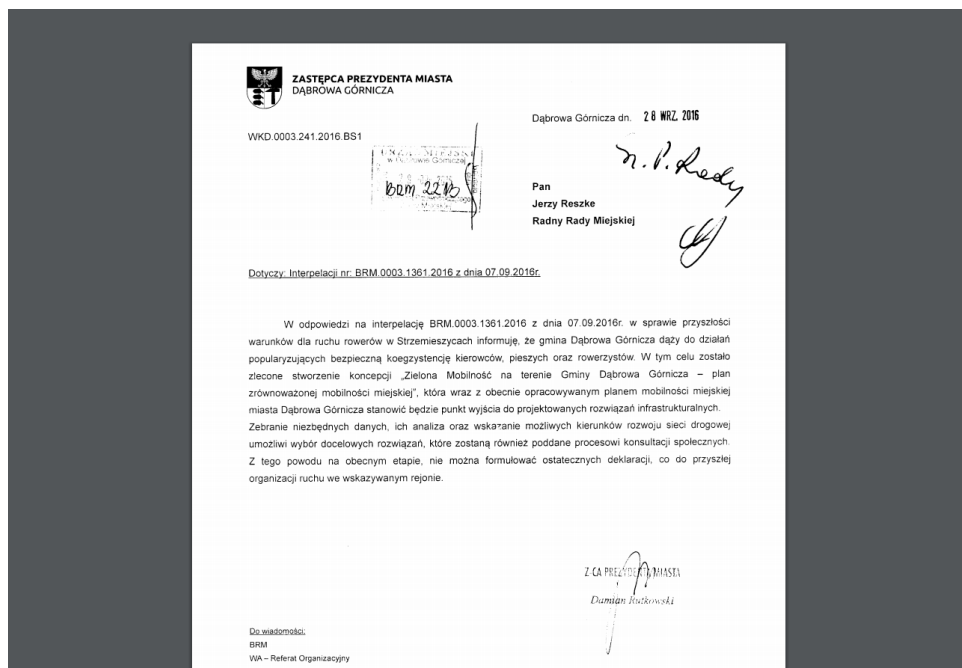 ZASTĘPCA PREZYDENTA MIASTA
DĄBROWA GÓRNICZA
Dąbrowa Górnicza dn. 28 WRZ. 2016
WKD.0003.241.2016.BS1
URZĄD MIEJSKI
w Dąbrowie Górniczej
BRM
Pan
Jerzy Reszke
Radny Rady Miejskiej
Dotyczy: Interpelacji nr: BRM.0003.1361.2016 z dnia 07.09.2016r.
W odpowiedzi na interpelację BRM.0003.1361.2016 z dnia 07.09.2016r. w sprawie przyszłości
warunków dla ruchu rowerów w Strzemieszycach informuję, że gmina Dąbrowa Górnicza dąży do działań
popularyzujących bezpieczną koegzystencję kierowców, pieszych oraz rowerzystów. W tym celu zostało
zlecone stworzenie koncepcji „Zielona Mobilność na terenie Gminy Dąbrowa Górnicza – plan
zrównoważonej mobilności miejskiej", która wraz z obecnie opracowywanym planem mobilności miejskiej
miasta Dąbrowa Górnicza stanowić będzie punkt wyjścia do projektowanych rozwiązań infrastrukturalnych.
Zebranie niezbędnych danych, ich analiza oraz wskazanie możliwych kierunków rozwoju sieci drogowej
umożliwi wybór docelowych rozwiązań, które zostaną również poddane procesowi konsultacji społecznych.
Z tego powodu na obecnym etapie, nie można formułować ostatecznych deklaracji, co do przyszłej
organizacji ruchu we wskazywanym rejonie.
Z-CA PREZYDENTA MIASTA
Damian Rutkowski
Do wiadomości:
BRM
WA – Referat Organizacyjny